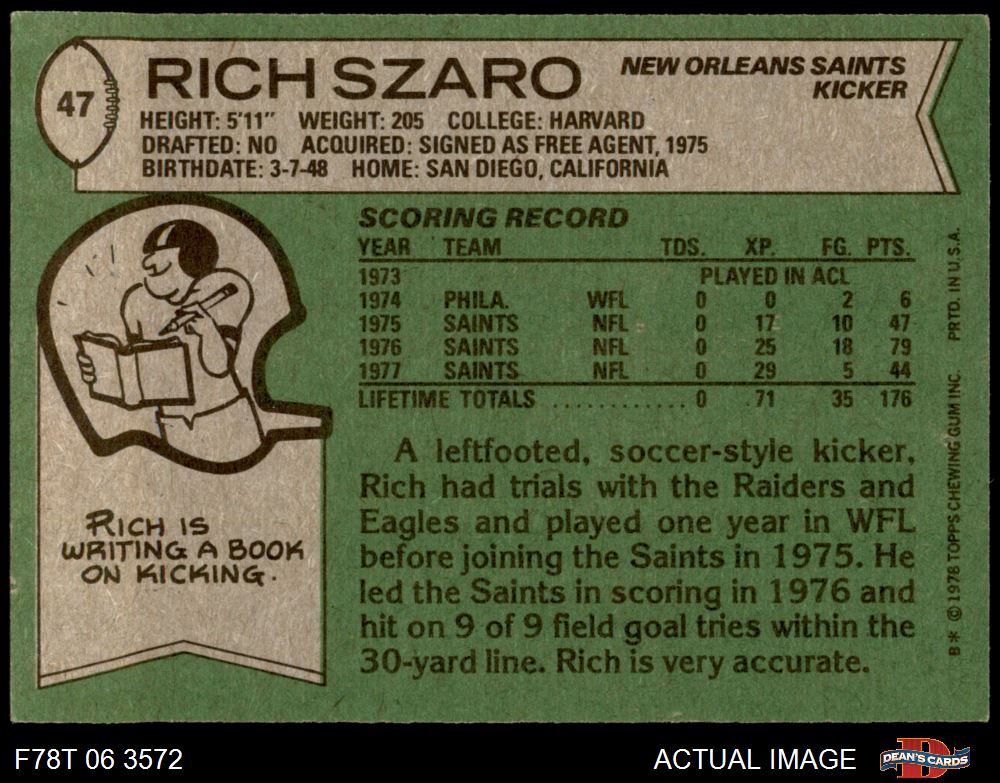 47
RICH SZARO
NEW ORLEANS SAINTS
KICKER
HEIGHT: 5'11" WEIGHT: 205 COLLEGE: HARVARD
DRAFTED: NO ACQUIRED: SIGNED AS FREE AGENT, 1975
BIRTHDATE: 3-7-48 HOME: SAN DIEGO, CALIFORNIA
SCORING RECORD
YEAR TEAM TDS. XP. FG. PTS.
1973 PLAYED IN ACL
1974 PHILA. WFL 0 0 2 6
1975 SAINTS NFL 0 17 10 47
1976 SAINTS NFL 0 25 18 79
1977 SAINTS NFL 0 29 5 44
LIFETIME TOTALS ............ 0 71 35 176
A leftfooted, soccer-style kicker,
Rich had trials with the Raiders and
Eagles and played one year in WFL
before joining the Saints in 1975. He
led the Saints in scoring in 1976 and
hit on 9 of 9 field goal tries within the
30-yard line. Rich is very accurate.
RICH IS
WRITING A BOOK
ON KICKING.
B* © 1978 TOPPS CHEWING GUM INC. PRTD. IN U.S.A.
F78T 06 3572
ACTUAL IMAGE
D
DEAN'S CARDS